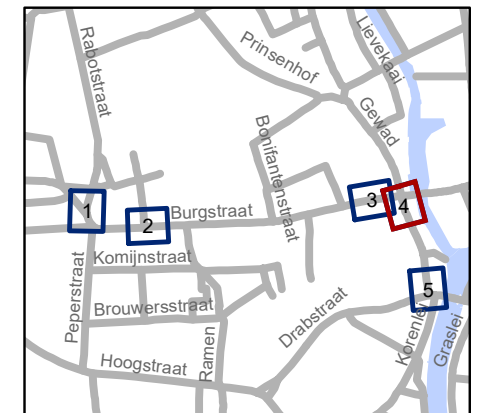 Rabotstraat
Prinsenhof
Lievekaai
Gewad
Bonifantenstraat
1
2
3
4
Burgstraat
Komijnstraat
Peperstraat
5
Brouwersstraat
Drabstraat
Korenlei
Graslei
Ramen
Hoogstraat